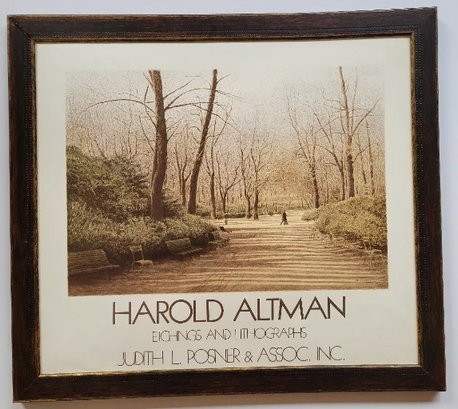 HAROLD ALTMAN
ETCHINGS AND LITHOGRAPHS
JUDITH L. POSNER & ASSOC. INC.